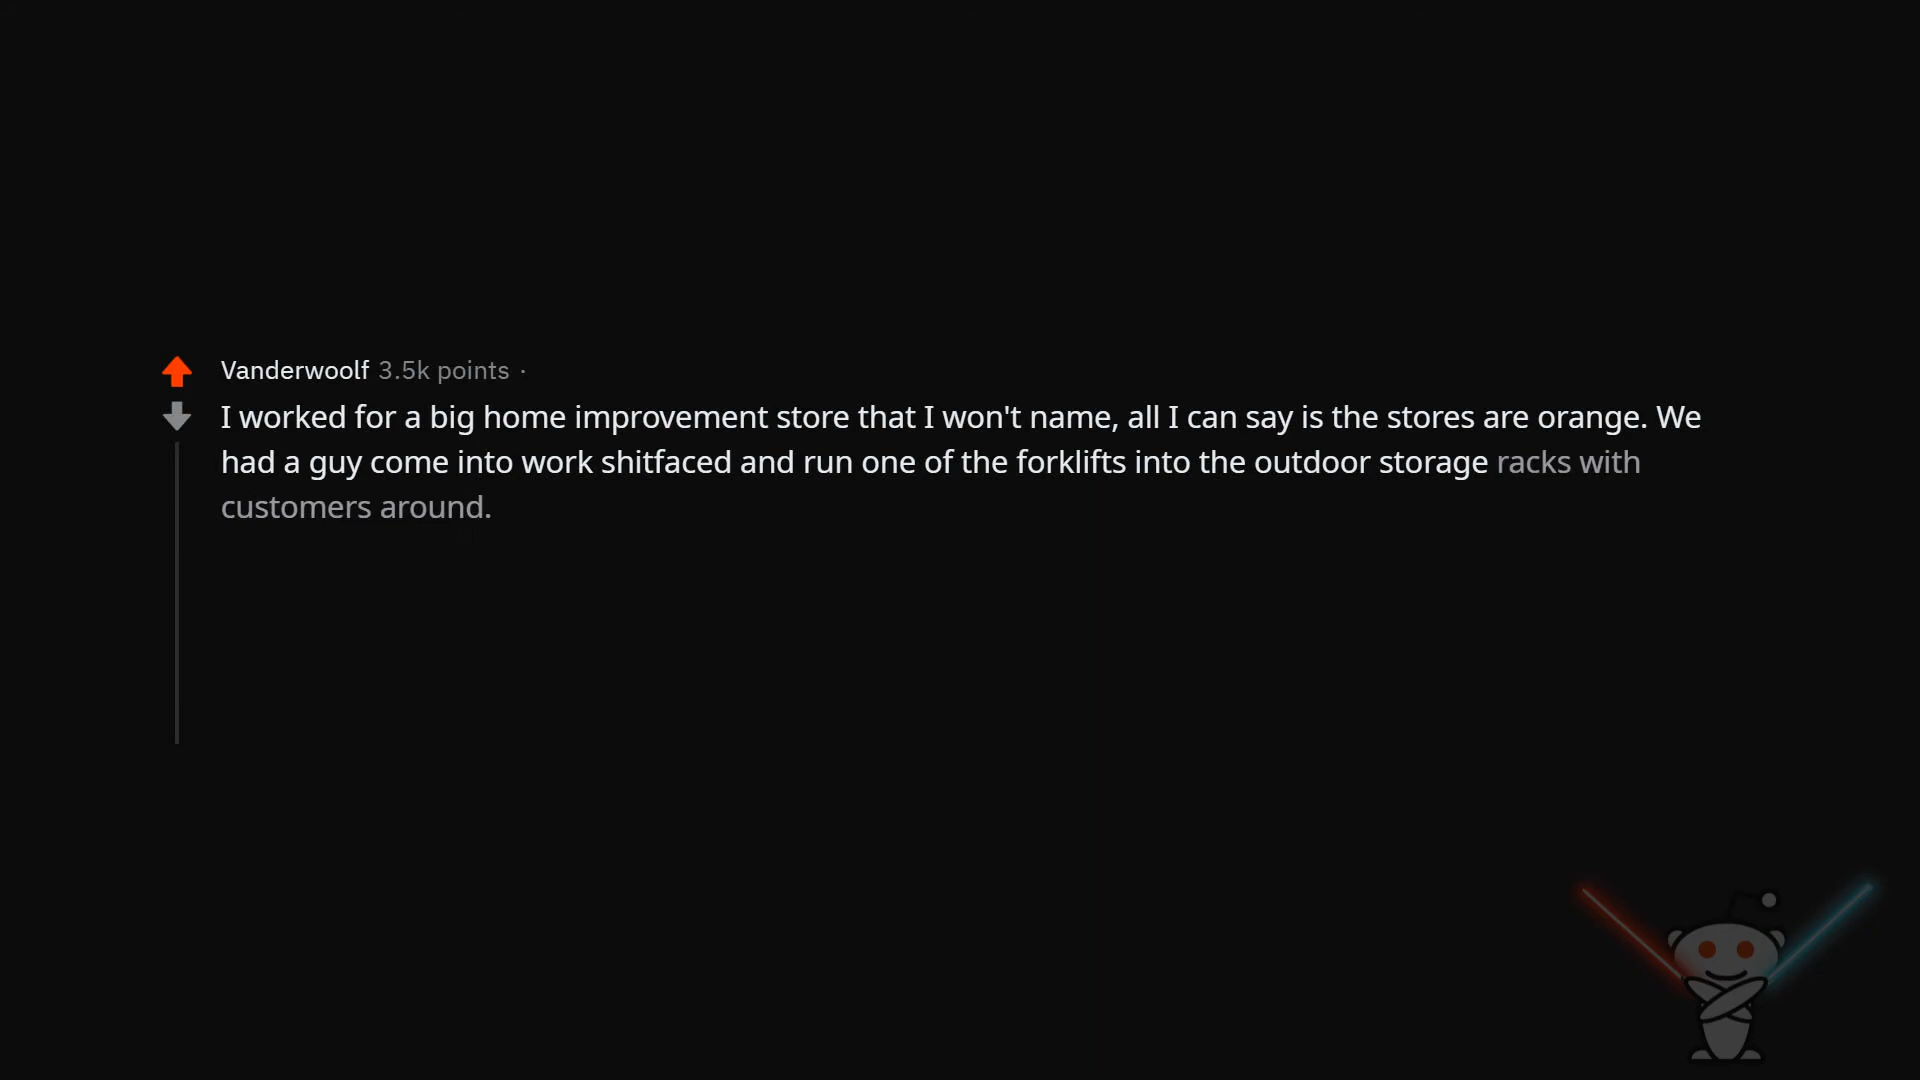 Vanderwoolf 3.5k points ·
I worked for a big home improvement store that I won't name, all I can say is the stores are orange. We
had a guy come into work shitfaced and run one of the forklifts into the outdoor storage racks with
customers around.